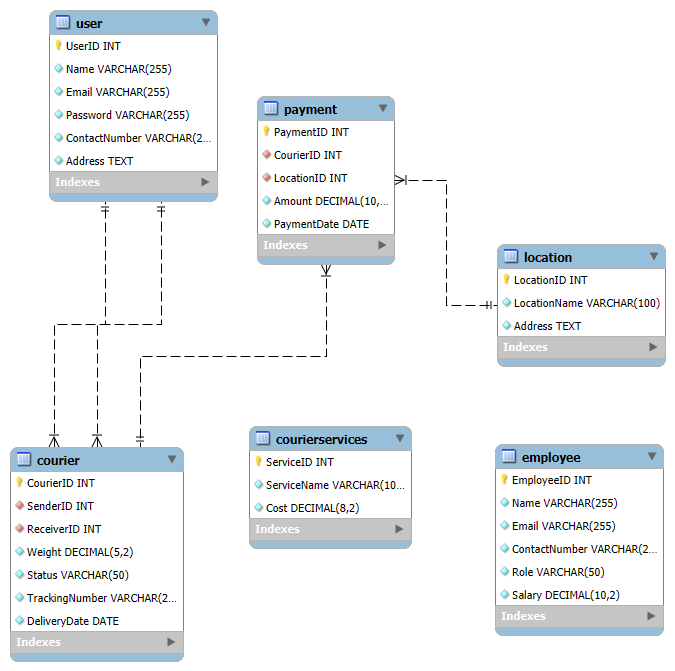 user
UserID INT
Name VARCHAR(255)
Email VARCHAR(255)
Password VARCHAR(255)
ContactNumber VARCHAR(2...
Address TEXT
Indexes
payment
PaymentID INT
CourierID INT
LocationID INT
Amount DECIMAL(10,...
PaymentDate DATE
Indexes
location
LocationID INT
LocationName VARCHAR(100)
Address TEXT
Indexes
courier
CourierID INT
SenderID INT
ReceiverID INT
Weight DECIMAL(5,2)
Status VARCHAR(50)
TrackingNumber VARCHAR(2...
DeliveryDate DATE
Indexes
courierservices
ServiceID INT
ServiceName VARCHAR(10...
Cost DECIMAL(8,2)
Indexes
employee
EmployeeID INT
Name VARCHAR(255)
Email VARCHAR(255)
ContactNumber VARCHAR(2...
Role VARCHAR(50)
Salary DECIMAL(10,2)
Indexes